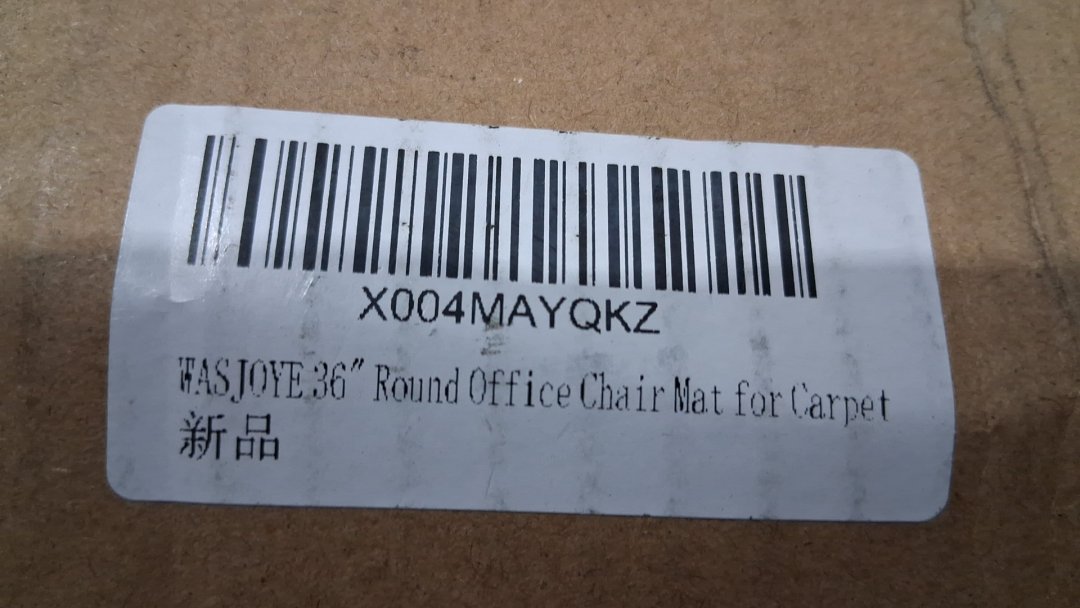 X004MAYQKZ
WASJOYE 36" Round Office Chair Mat for Carpet
新品